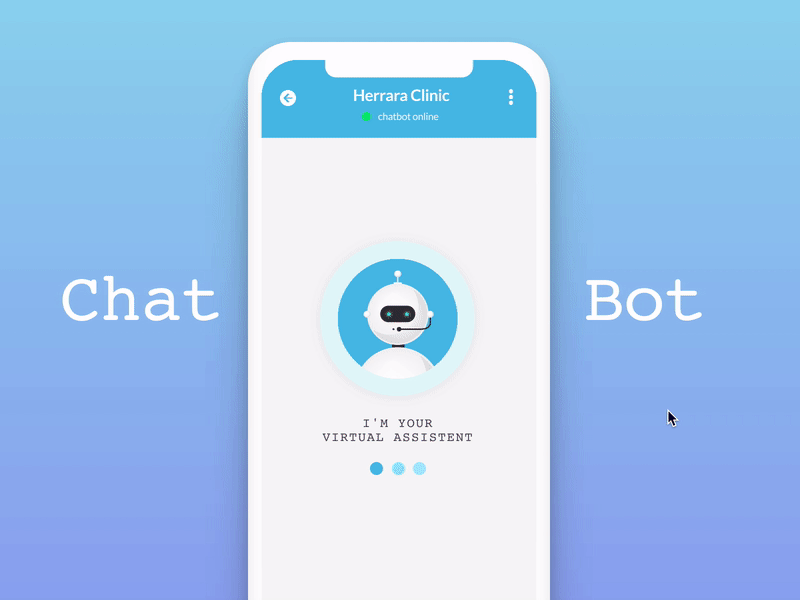 Herrara Clinic
chatbot online
Chat
Bot
I'M YOUR
VIRTUAL ASSISTENT